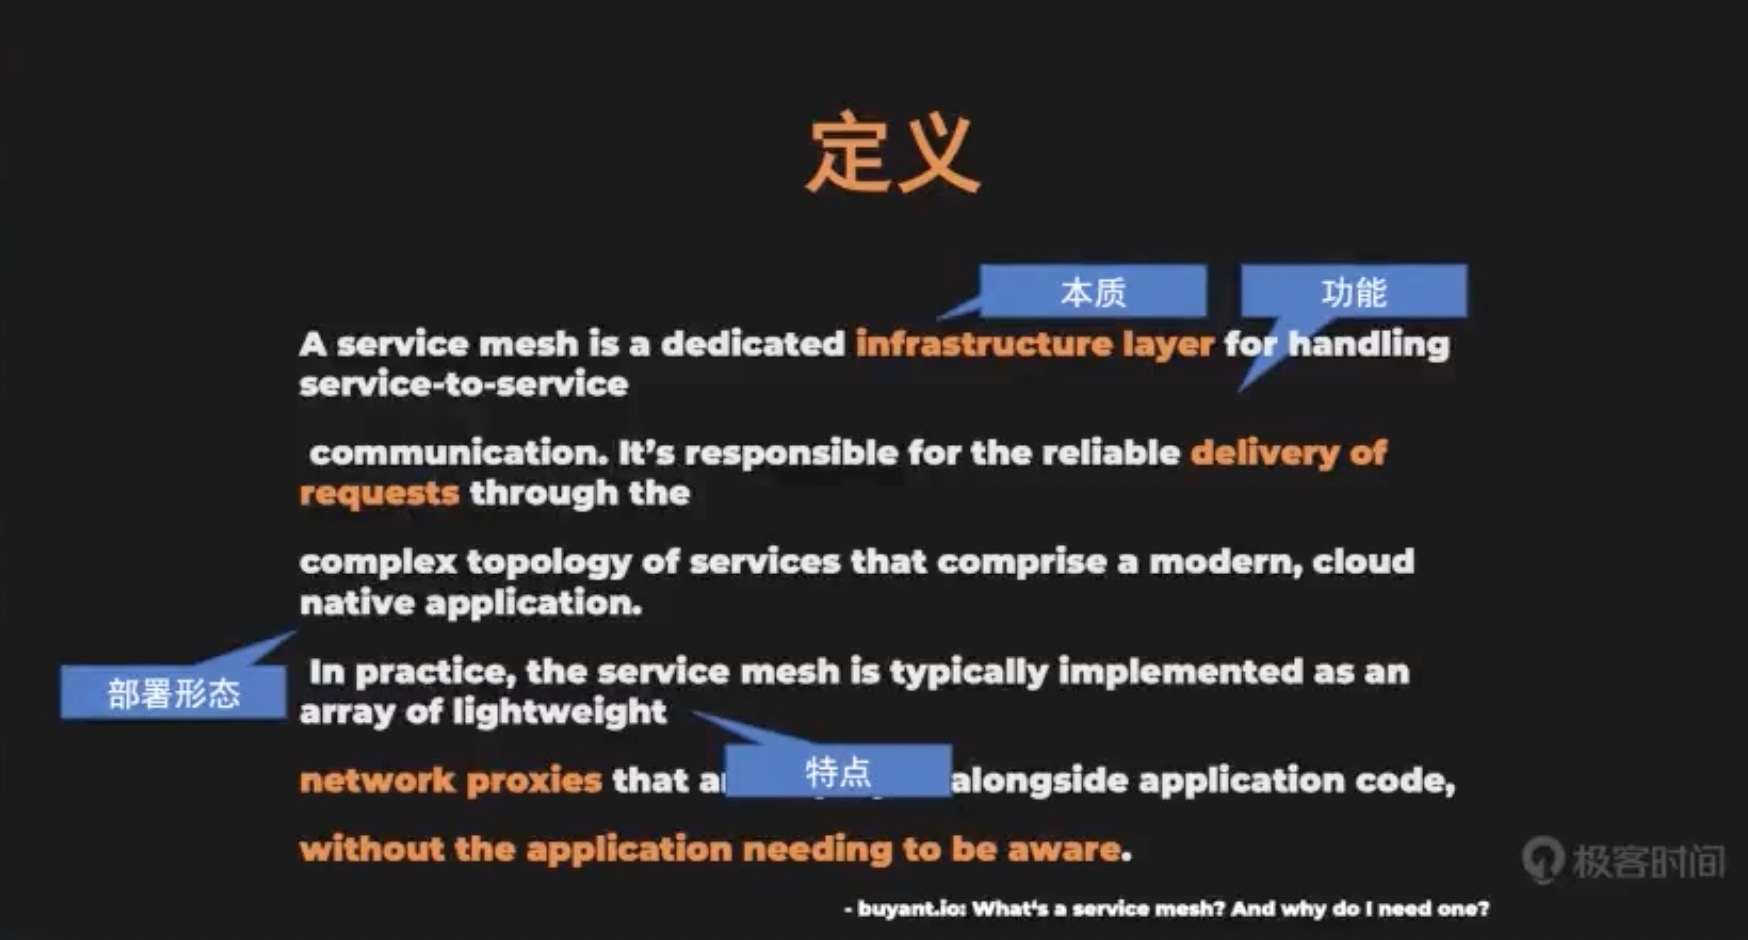 定义
本质
功能
A service mesh is a dedicated infrastructure layer for handling
service-to-service
communication. It’s responsible for the reliable delivery of
requests through the
complex topology of services that comprise a modern, cloud
native application.
部署形态
In practice, the service mesh is typically implemented as an
array of lightweight
特点
network proxies that alongside application code,
without the application needing to be aware.
极客时间
- buyant.io: What‘s a service mesh? And why do I need one?